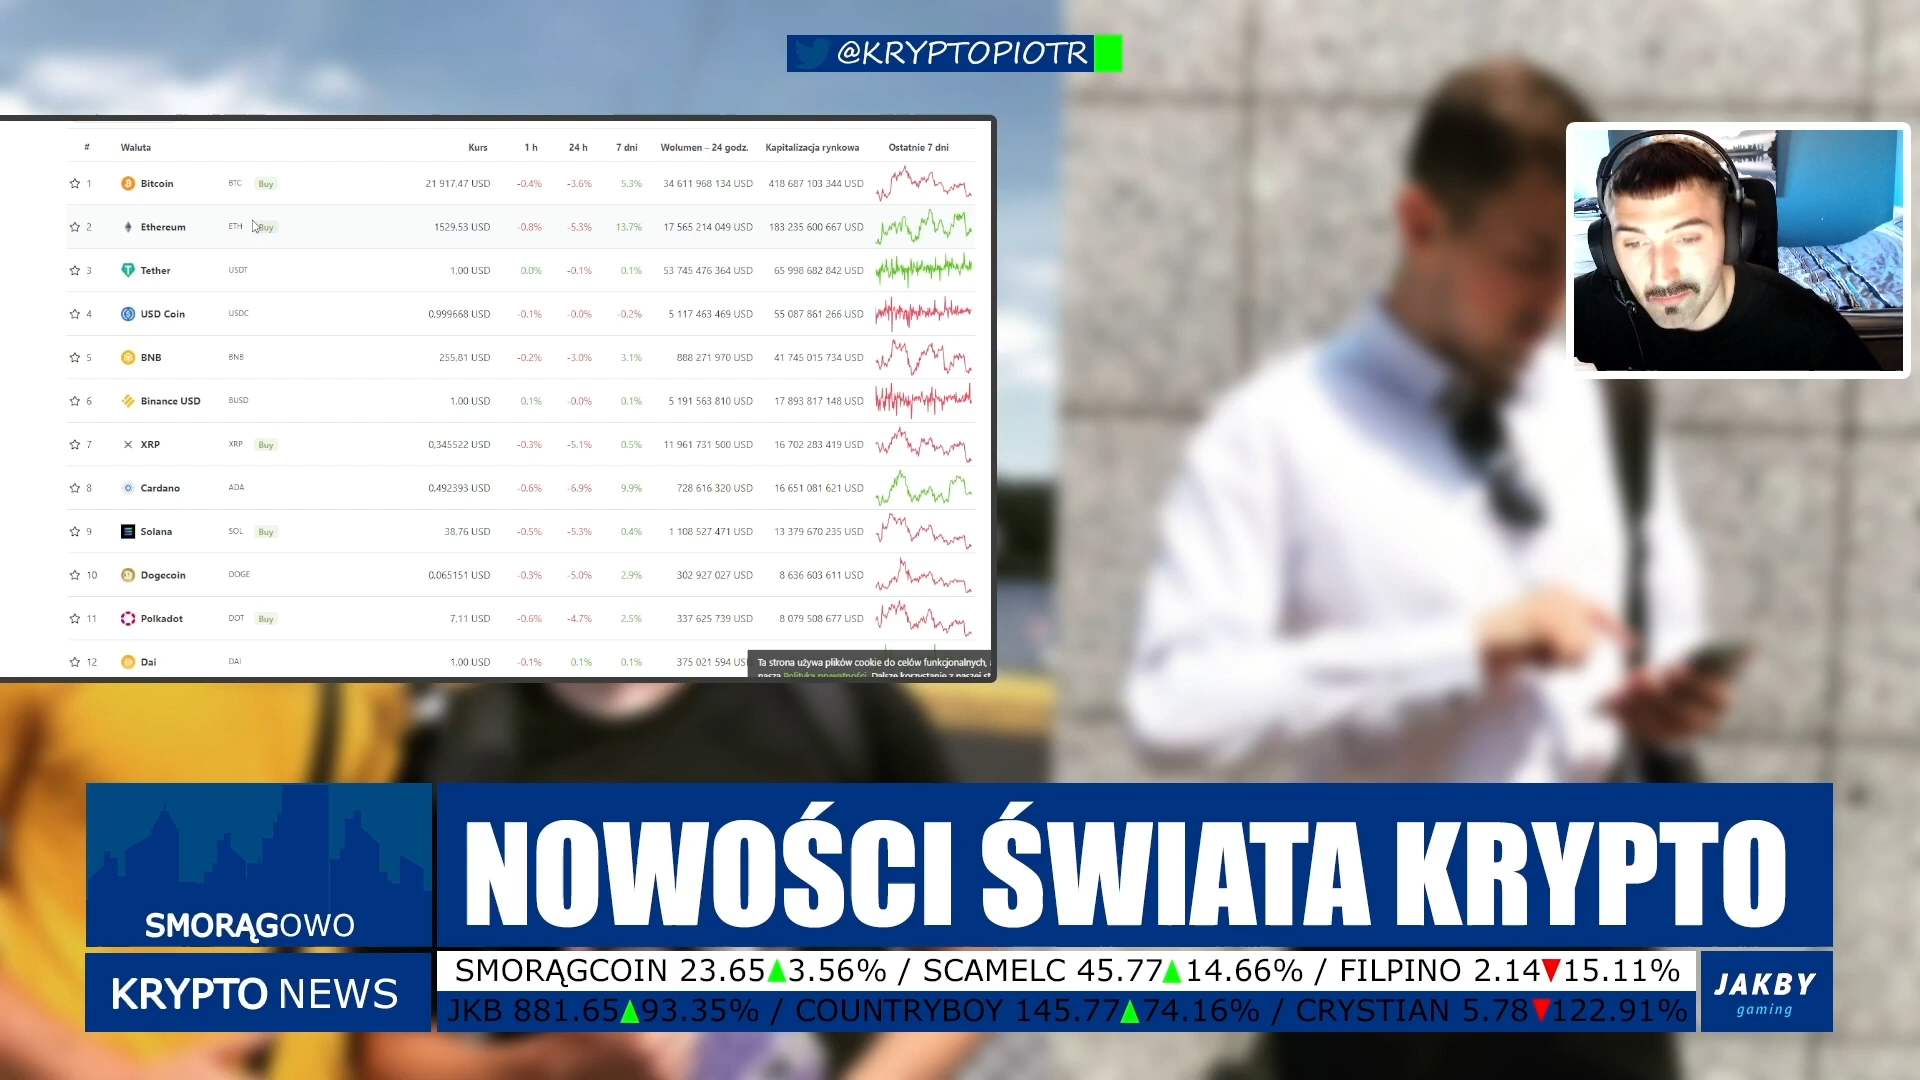 @KRYPTOPIOTR
# Waluta Kurs 1 h 24 h 7 dni Wolumen – 24 godz. Kapitalizacja rynkowa Ostatnie 7 dni
1 Bitcoin BTC Buy 21 917,47 USD -0.4% -3.6% 5.3% 34 611 968 134 USD 418 687 103 344 USD
2 Ethereum ETH Buy 1529.53 USD -0.8% -5.3% 13.7% 17 565 214 049 USD 183 235 600 667 USD
3 Tether USDT 1.00 USD 0.0% -0.1% 0.1% 53 745 476 364 USD 65 998 682 842 USD
4 USD Coin USDC 0,999668 USD -0.1% -0.0% -0.2% 5 117 463 469 USD 55 087 861 266 USD
5 BNB BNB 255,81 USD -0.2% -3.0% 3.1% 888 271 970 USD 41 745 015 734 USD
6 Binance USD BUSD 1.00 USD 0.1% -0.0% 0.1% 5 191 563 810 USD 17 893 817 148 USD
7 XRP XRP Buy 0,345522 USD -0.3% -5.1% 0.5% 11 961 731 500 USD 16 702 283 419 USD
8 Cardano ADA 0,492393 USD -0.6% -6.9% 9.9% 728 616 320 USD 16 651 081 621 USD
9 Solana SOL Buy 38,76 USD -0.5% -5.3% 0.4% 1 108 527 471 USD 13 379 670 235 USD
10 Dogecoin DOGE 0,065151 USD -0.3% -5.0% 2.9% 302 927 027 USD 8 636 603 611 USD
11 Polkadot DOT Buy 7,11 USD -0.6% -4.7% 2.5% 337 625 739 USD 8 079 508 677 USD
12 Dai DAI 1.00 USD -0.1% 0.1% 0.1% 375 021 594 USD
Ta strona używa plików cookie do celów funkcjonalnych,
nasza Polityka prywatności. Dalsze korzystanie z naszej st
SMORĄGOWO
NOWOŚCI ŚWIATA KRYPTO
KRYPTO NEWS
SMORĄGCOIN 23.65▲3.56% / SCAMELC 45.77▲14.66% / FILPINO 2.14▼15.11%
JKB 881.65▲93.35% / COUNTRYBOY 145.77▲74.16% / CRYSTIAN 5.78▼122.91%
JAKBY
gaming